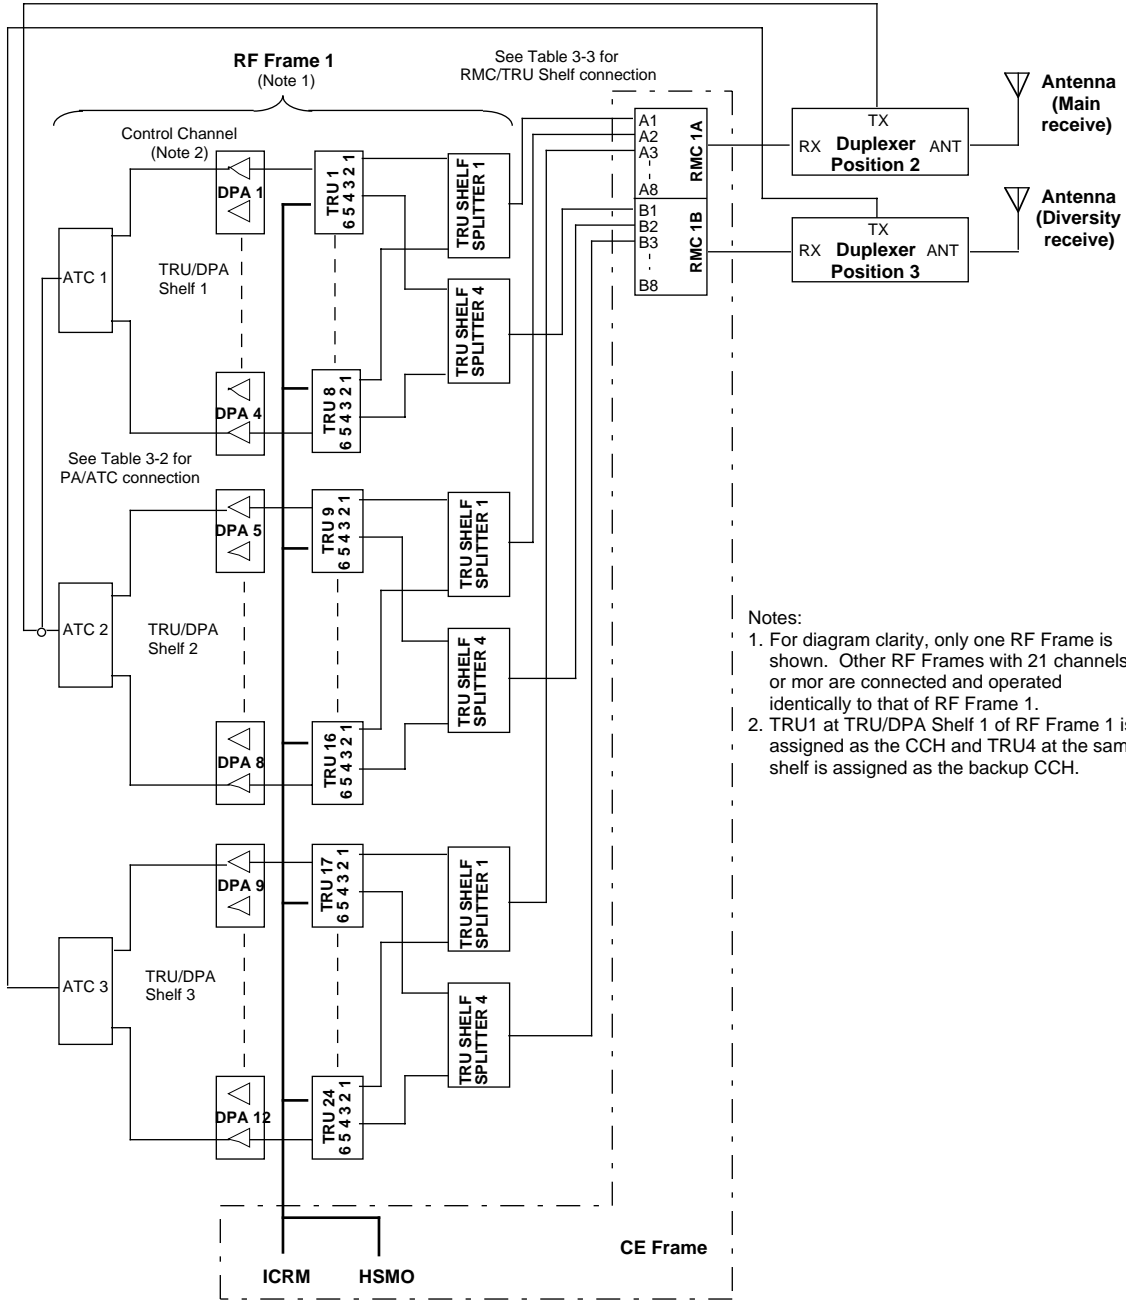 RF Frame 1
(Note 1)
See Table 3-3 for
RMC/TRU Shelf connection
Antenna
(Main
receive)
TX
RX Duplexer ANT
Position 2
Antenna
(Diversity
receive)
TX
RX Duplexer ANT
Position 3
A1
A2
A3
A8
RMC 1A
B1
B2
B3
B8
RMC 1B
Control Channel
(Note 2)
DPA 1
TRU 1
6 5 4 3 2 1
TRU SHELF
SPLITTER 1
ATC 1
TRU/DPA
Shelf 1
TRU SHELF
SPLITTER 4
DPA 4
TRU 8
6 5 4 3 2 1
See Table 3-2 for
PA/ATC connection
DPA 5
TRU 9
6 5 4 3 2 1
TRU SHELF
SPLITTER 1
ATC 2
TRU/DPA
Shelf 2
TRU SHELF
SPLITTER 4
DPA 8
TRU 16
6 5 4 3 2 1
Notes:
1. For diagram clarity, only one RF Frame is
shown. Other RF Frames with 21 channels
or mor are connected and operated
identically to that of RF Frame 1.
2. TRU1 at TRU/DPA Shelf 1 of RF Frame 1 is
assigned as the CCH and TRU4 at the sam
shelf is assigned as the backup CCH.
DPA 9
TRU 17
6 5 4 3 2 1
TRU SHELF
SPLITTER 1
ATC 3
TRU/DPA
Shelf 3
TRU SHELF
SPLITTER 4
DPA 12
TRU 24
6 5 4 3 2 1
CE Frame
ICRM
HSMO